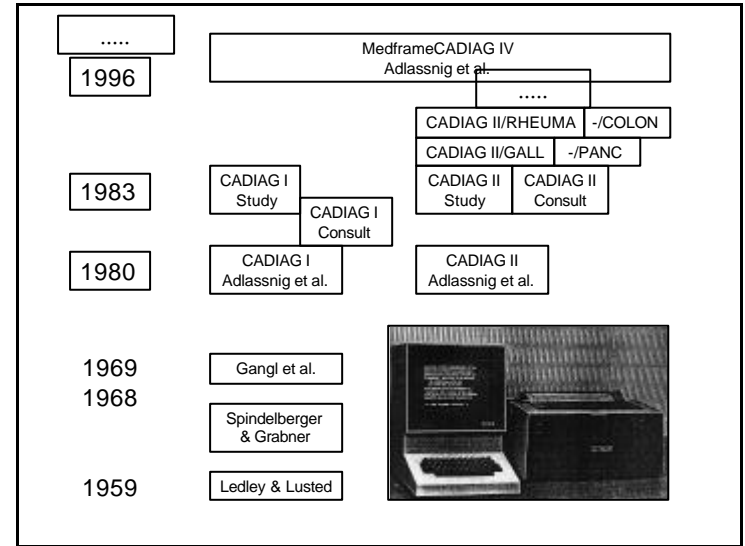 .....
1996
MedframeCADIAG IV
Adlassnig et al.
.....
CADIAG II/RHEUMA
-/COLON
CADIAG II/GALL
-/PANC
1983
CADIAG I
Study
CADIAG I
Consult
CADIAG II
Study
CADIAG II
Consult
1980
CADIAG I
Adlassnig et al.
CADIAG II
Adlassnig et al.
1969
Gangl et al.
1968
Spindelberger
& Grabner
1959
Ledley & Lusted